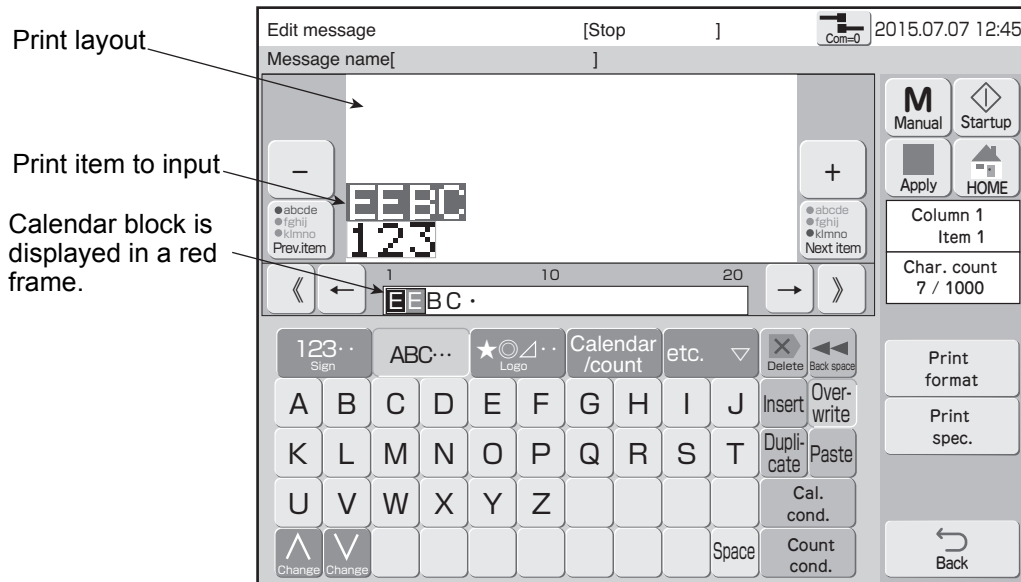 Print layout
Print item to input
Calendar block is
displayed in a red
frame.
Edit message [Stop ] Com=0 2015.07.07 12:45
Message name[ ]
M
Manual
Startup
Apply
HOME
− +
EEBC
123
●abcde
●fghij
●klmno
Prev.item
●abcde
●fghij
●klmno
Next item
Column 1
Item 1
Char. count
7 / 1000
1 10 20
《 ← EEBC・ → 》
123‥
Sign
ABC…
★◎⊿‥
Logo
Calendar
/count
etc. ▽
Delete
Back space
A B C D E F G H I J Insert Over-
write
K L M N O P Q R S T Dupli-
cate Paste
U V W X Y Z Cal.
cond.
Change Change Space Count
cond.
Print
format
Print
spec.
Back